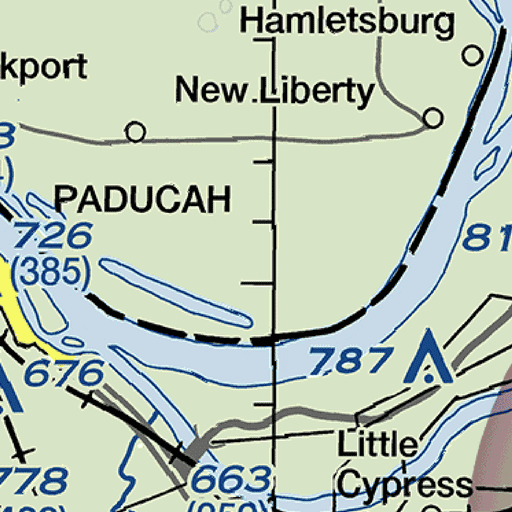 Hamletsburg
kport
New Liberty
PADUCAH
726
(385)
81
787
676
Little
Cypress
663
778